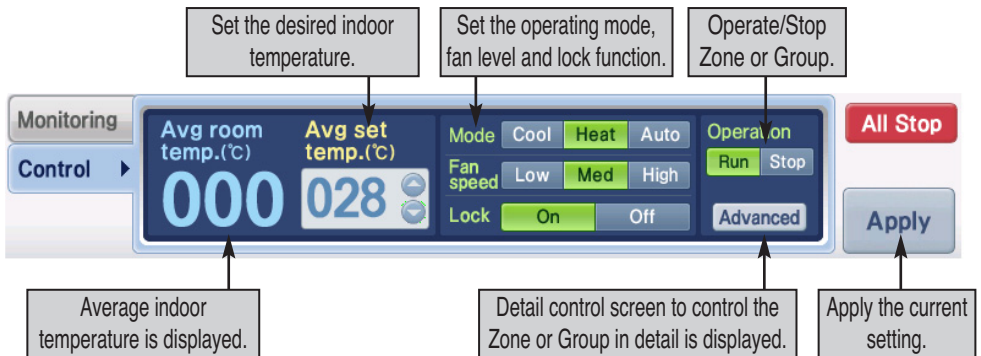 Set the desired indoor
temperature.
Set the operating mode,
fan level and lock function.
Operate/Stop
Zone or Group.
Monitoring
Control
Avg room
temp.(℃)
000
Avg set
temp.(℃)
028
Mode Cool Heat Auto
Fan
speed Low Med High
Lock On Off
Operation
Run Stop
Advanced
All Stop
Apply
Average indoor
temperature is displayed.
Detail control screen to control the
Zone or Group in detail is displayed.
Apply the current
setting.